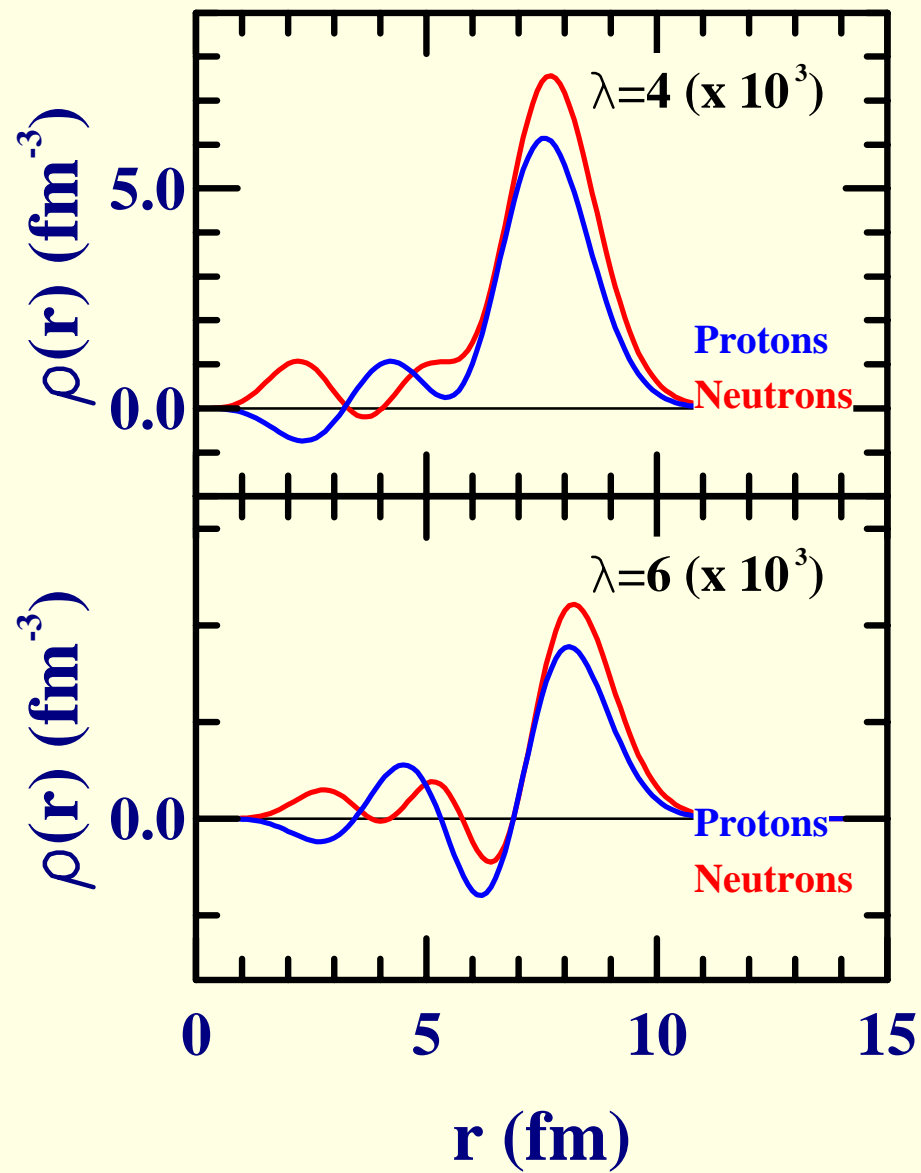 λ=4 (x 10³)
ρ(r) (fm⁻³)
5.0
0.0
Protons
Neutrons
λ=6 (x 10³)
ρ(r) (fm⁻³)
0.0
Protons
Neutrons
0 5 10 15
r (fm)